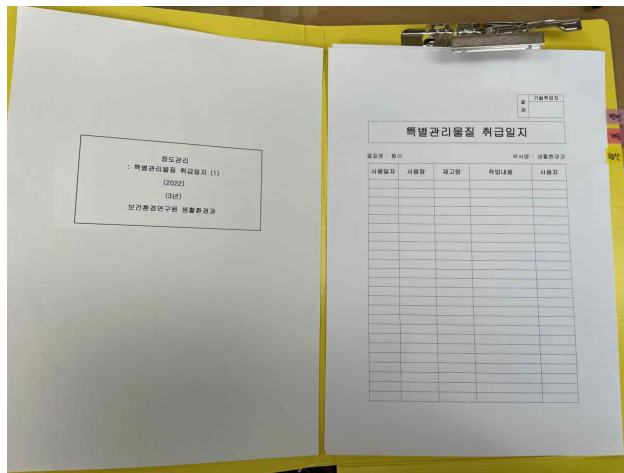 정도관리
: 특별관리물질 취급일지 (1)
(2022)
(3년)
보건환경연구원 생활환경과
결
재
기술책임자
특별관리물질 취급일지
물질명 : 황산
부서명 : 생활환경과
사용일자 사용량 재고량 작업내용 사용자
황산